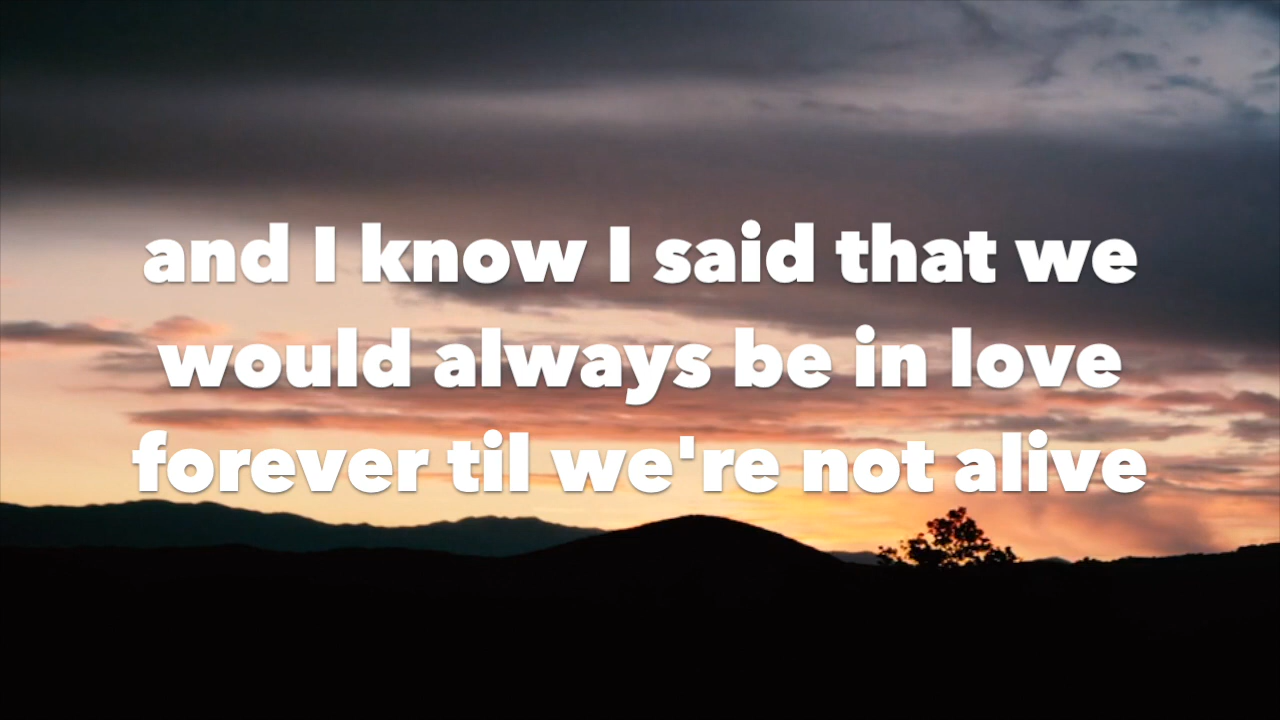 and I know I said that we
would always be in love
forever til we're not alive